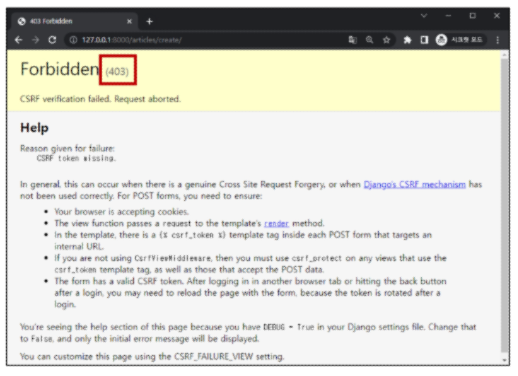 403 Forbidden
127.0.0.1:8000/articles/create/
시크릿 모드
Forbidden (403)
CSRF verification failed. Request aborted.
Help
Reason given for failure:
CSRF token missing.
In general, this can occur when there is a genuine Cross Site Request Forgery, or when Django's CSRF mechanism has
not been used correctly. For POST forms, you need to ensure:
• Your browser is accepting cookies.
• The view function passes a request to the template's render method.
• In the template, there is a {% csrf_token %} template tag inside each POST form that targets an
internal URL.
• If you are not using CsrfViewMiddleware, then you must use csrf_protect on any views that use the
csrf_token template tag, as well as those that accept the POST data.
• The form has a valid CSRF token. After logging in in another browser tab or hitting the back button
after a login, you may need to reload the page with the form, because the token is rotated after a
login.
You're seeing the help section of this page because you have DEBUG = True in your Django settings file. Change that
to False, and only the initial error message will be displayed.
You can customize this page using the CSRF_FAILURE_VIEW setting.